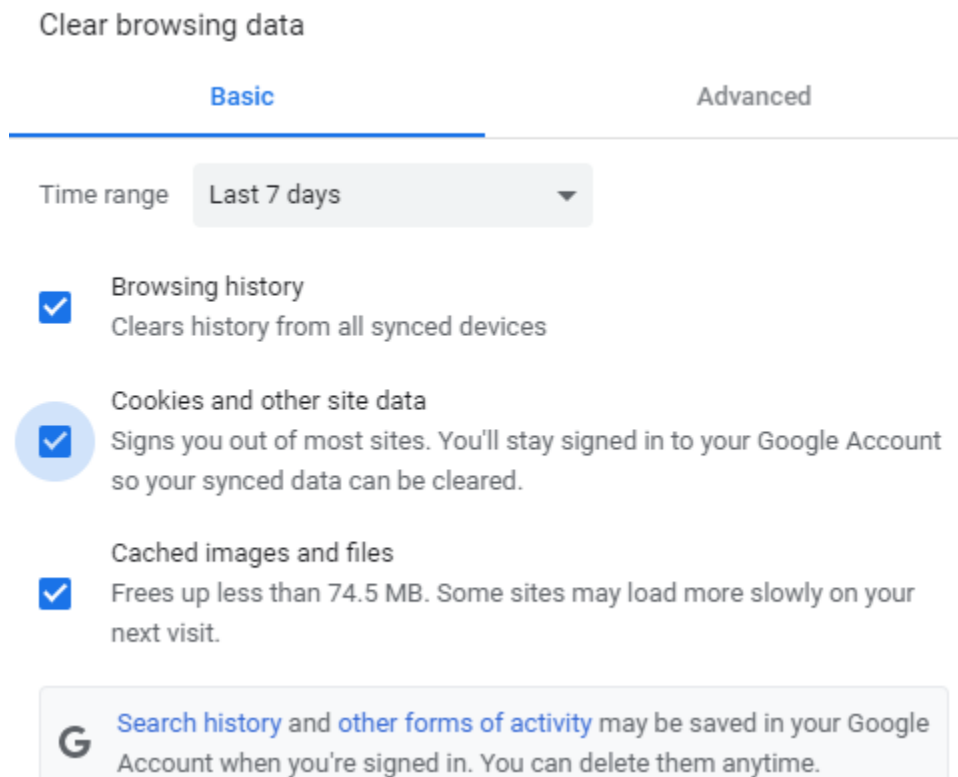 Clear browsing data
Basic
Advanced
Time range
Last 7 days
Browsing history
Clears history from all synced devices
Cookies and other site data
Signs you out of most sites. You'll stay signed in to your Google Account
so your synced data can be cleared.
Cached images and files
Frees up less than 74.5 MB. Some sites may load more slowly on your
next visit.
G
Search history and other forms of activity may be saved in your Google
Account when you're signed in. You can delete them anytime.